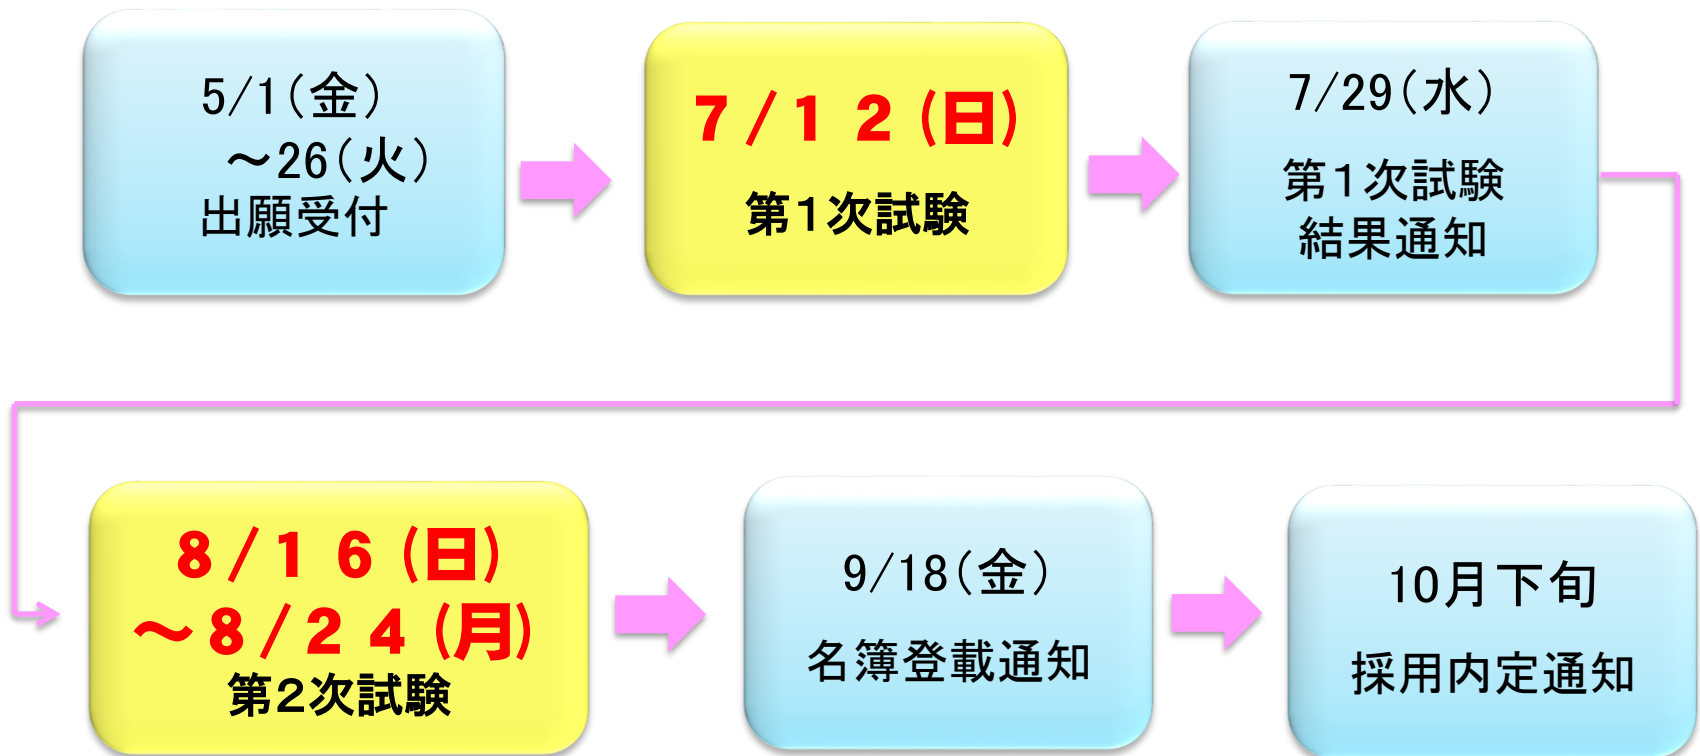 5/1(金)
～26(火)
出願受付
７/１２(日)
第１次試験
7/29(水)
第１次試験
結果通知
８/１６(日)
～８/２４(月)
第２次試験
9/18(金)
名簿登載通知
10月下旬
採用内定通知